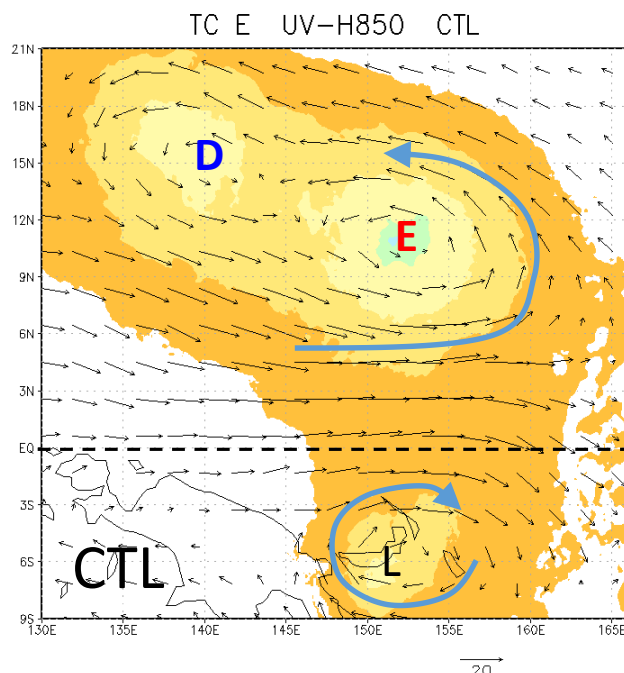 TC E UV-H850 CTL
21N
18N
15N
12N
9N
6N
3N
EQ
3S
6S
9S
D
E
CTL
L
130E 135E 140E 145E 150E 155E 160E 165E
20